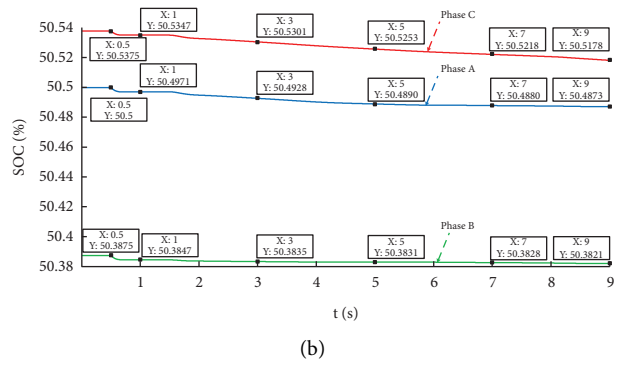 50.54
50.52
50.5
50.48
50.46
50.44
50.42
50.4
50.38
SOC (%)
X: 0.5
Y: 50.5375
X: 1
Y: 50.5347
X: 3
Y: 50.5301
X: 5
Y: 50.5253
Phase C
X: 7
Y: 50.5218
X: 9
Y: 50.5178
X: 0.5
Y: 50.5
X: 1
Y: 50.4971
X: 3
Y: 50.4928
X: 5
Y: 50.4890
Phase A
X: 7
Y: 50.4880
X: 9
Y: 50.4873
X: 0.5
Y: 50.3875
X: 1
Y: 50.3847
X: 3
Y: 50.3835
X: 5
Y: 50.3831
Phase B
X: 7
Y: 50.3828
X: 9
Y: 50.3821
1 2 3 4 5 6 7 8 9
t (s)
(b)